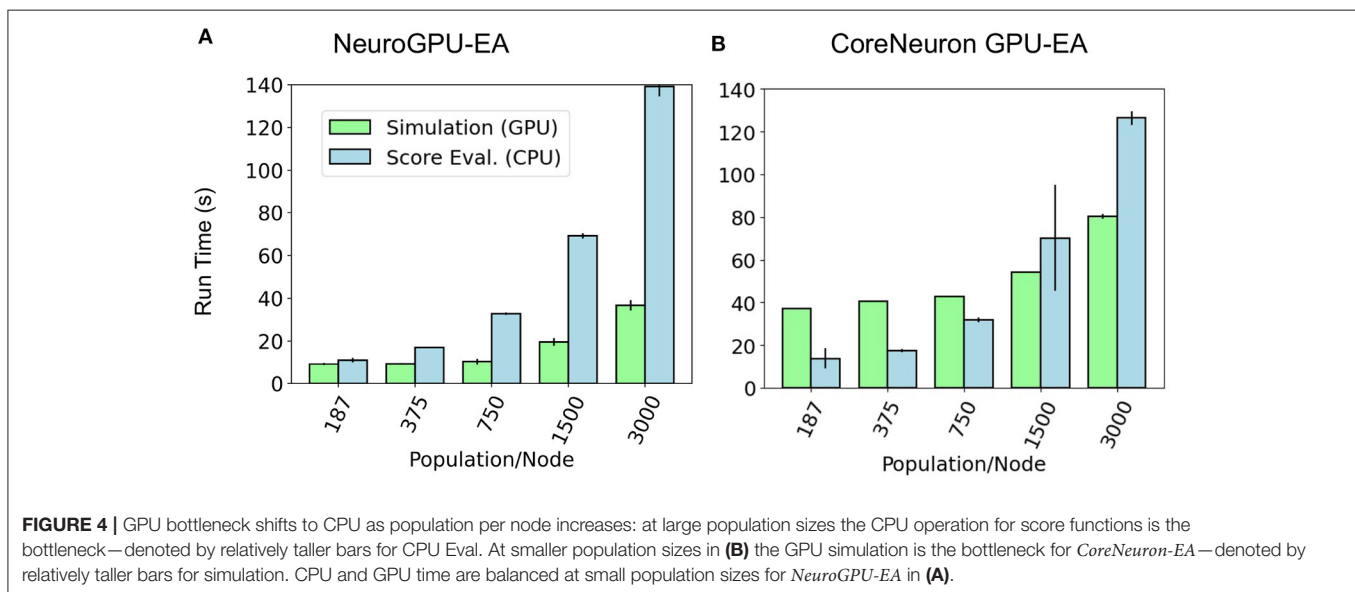 A
NeuroGPU-EA
B
CoreNeuron GPU-EA
Run Time (s)
140
120
100
80
60
40
20
0
Simulation (GPU)
Score Eval. (CPU)
187
375
750
1500
3000
Population/Node
140
120
100
80
60
40
20
0
187
375
750
1500
3000
Population/Node
FIGURE 4 | GPU bottleneck shifts to CPU as population per node increases: at large population sizes the CPU operation for score functions is the
bottleneck—denoted by relatively taller bars for CPU Eval. At smaller population sizes in (B) the GPU simulation is the bottleneck for CoreNeuron-EA—denoted by
relatively taller bars for simulation. CPU and GPU time are balanced at small population sizes for NeuroGPU-EA in (A).